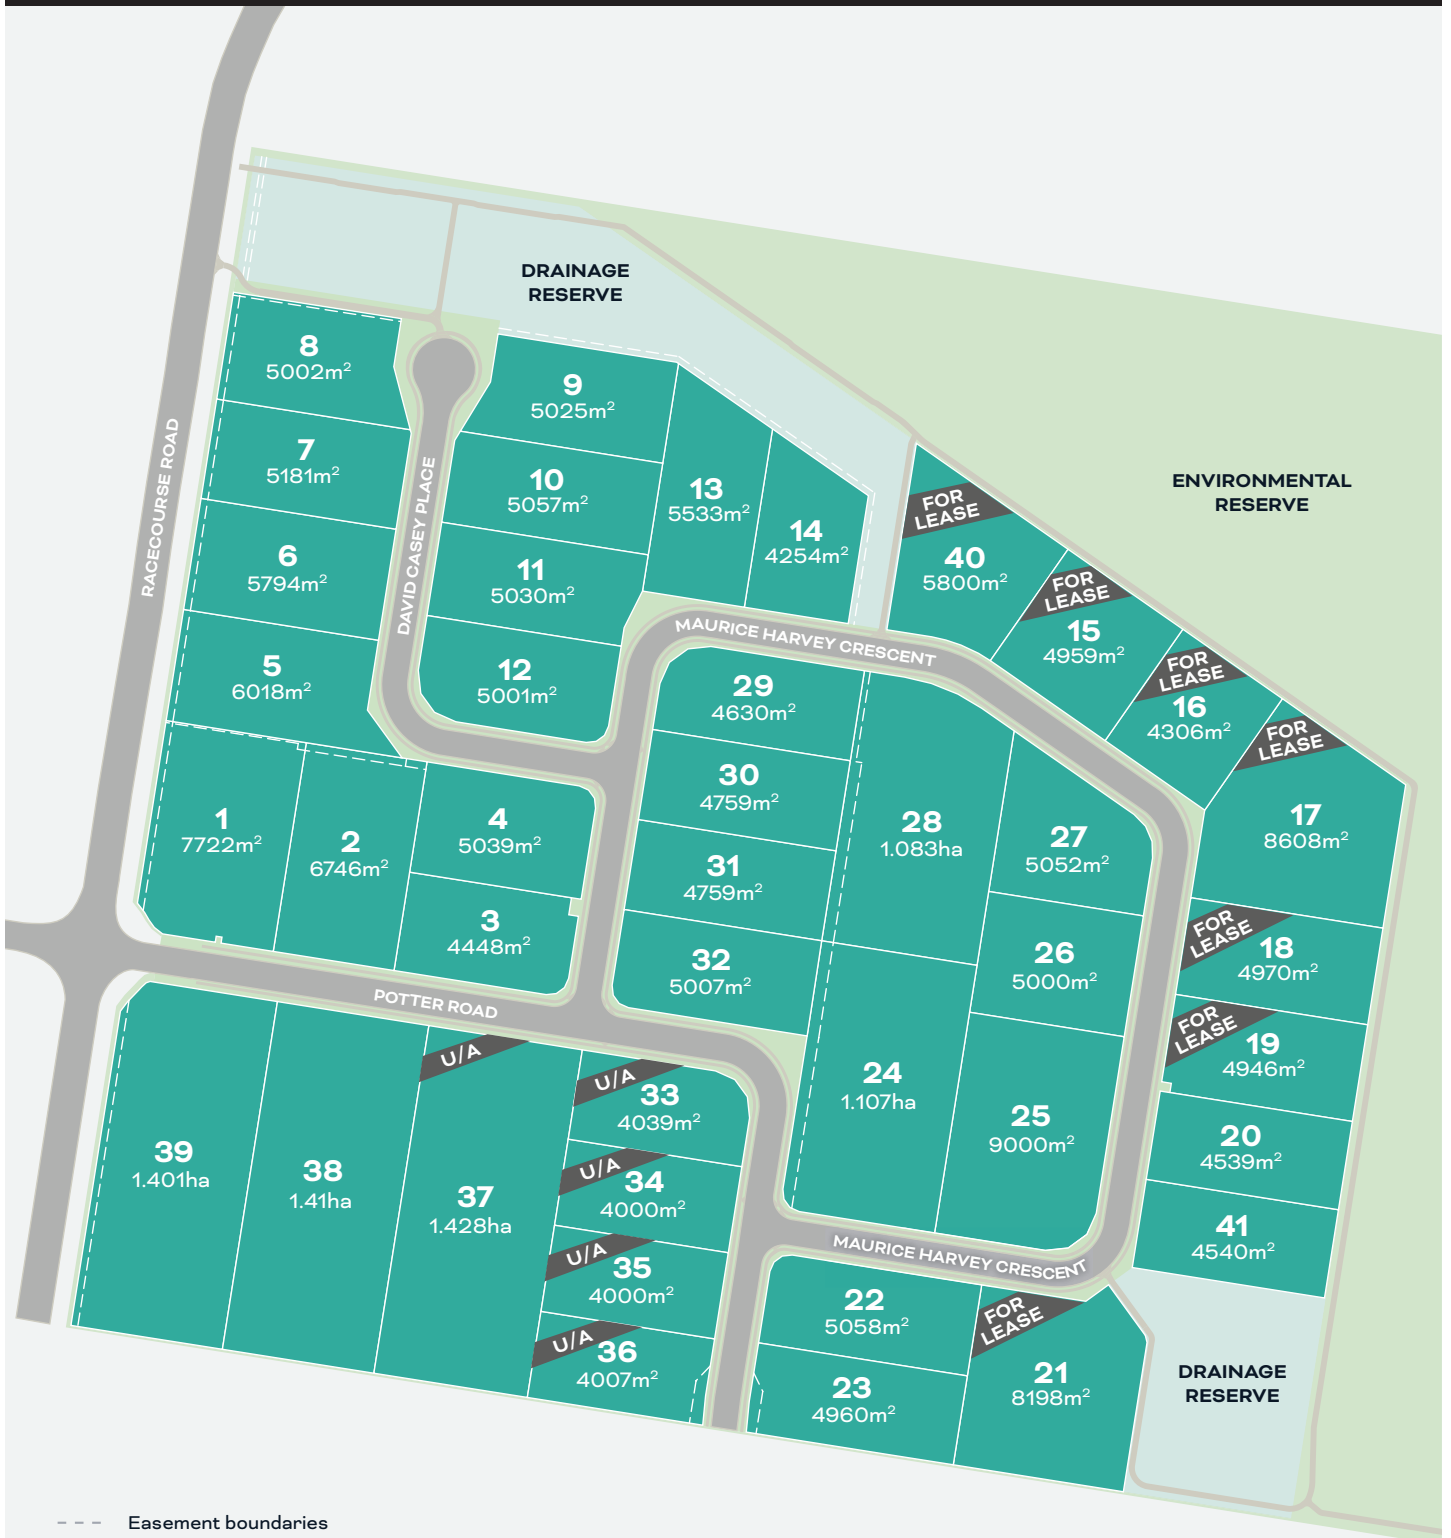 DRAINAGE
RESERVE
ENVIRONMENTAL
RESERVE
RACECOURSE ROAD
DAVID CASEY PLACE
8
5002m²
7
5181m²
6
5794m²
5
6018m²
9
5025m²
10
5057m²
11
5030m²
12
5001m²
13
5533m²
14
4254m²
FOR
LEASE
40
5800m²
FOR
LEASE
15
4959m²
FOR
LEASE
16
4306m²
FOR
LEASE
17
8608m²
MAURICE HARVEY CRESCENT
1
7722m²
2
6746m²
4
5039m²
3
4448m²
29
4630m²
30
4759m²
31
4759m²
32
5007m²
28
1.083ha
27
5052m²
26
5000m²
24
1.107ha
25
9000m²
FOR
LEASE
18
4970m²
FOR
LEASE
19
4946m²
20
4539m²
41
4540m²
POTTER ROAD
39
1.401ha
38
1.41ha
U/A
37
1.428ha
U/A
33
4039m²
U/A
34
4000m²
U/A
35
4000m²
U/A
36
4007m²
MAURICE HARVEY CRESCENT
22
5058m²
23
4960m²
FOR
LEASE
21
8198m²
DRAINAGE
RESERVE
Easement boundaries